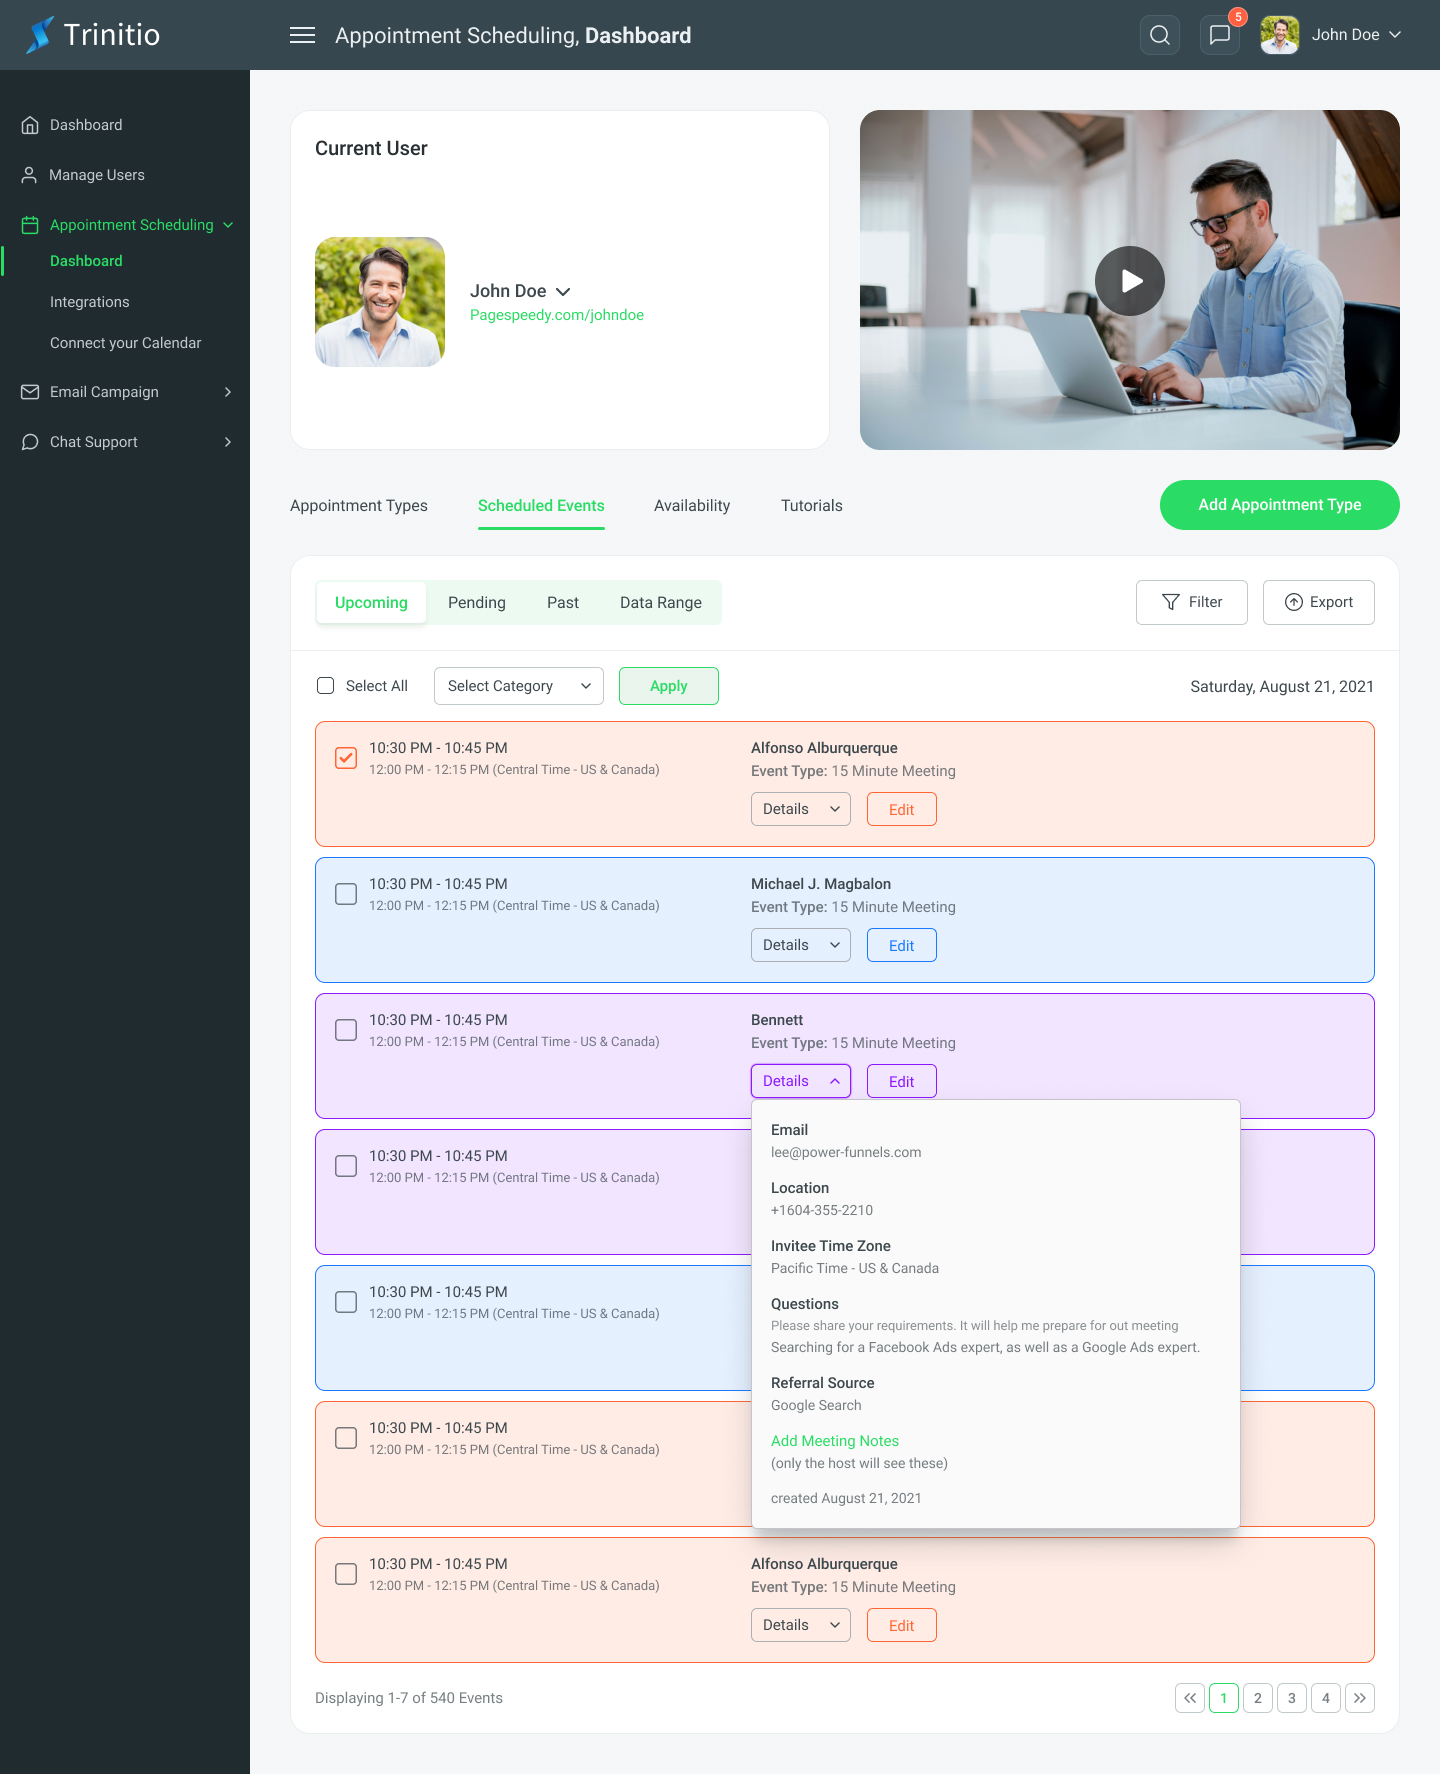 Trinitio
Appointment Scheduling, Dashboard
5
John Doe
Dashboard
Manage Users
Appointment Scheduling
Dashboard
Integrations
Connect your Calendar
Email Campaign
Chat Support
Current User
John Doe
Pagespeedy.com/johndoe
Appointment Types
Scheduled Events
Availability
Tutorials
Add Appointment Type
Upcoming
Pending
Past
Data Range
Filter
Export
Select All
Select Category
Apply
Saturday, August 21, 2021
10:30 PM - 10:45 PM
12:00 PM - 12:15 PM (Central Time - US & Canada)
Alfonso Alburquerque
Event Type: 15 Minute Meeting
Details
Edit
10:30 PM - 10:45 PM
12:00 PM - 12:15 PM (Central Time - US & Canada)
Michael J. Magbalon
Event Type: 15 Minute Meeting
Details
Edit
10:30 PM - 10:45 PM
12:00 PM - 12:15 PM (Central Time - US & Canada)
Bennett
Event Type: 15 Minute Meeting
Details
Edit
Email
lee@power-funnels.com
Location
+1604-355-2210
Invitee Time Zone
Pacific Time - US & Canada
Questions
Please share your requirements. It will help me prepare for out meeting
Searching for a Facebook Ads expert, as well as a Google Ads expert.
Referral Source
Google Search
Add Meeting Notes
(only the host will see these)
created August 21, 2021
10:30 PM - 10:45 PM
12:00 PM - 12:15 PM (Central Time - US & Canada)
10:30 PM - 10:45 PM
12:00 PM - 12:15 PM (Central Time - US & Canada)
10:30 PM - 10:45 PM
12:00 PM - 12:15 PM (Central Time - US & Canada)
10:30 PM - 10:45 PM
12:00 PM - 12:15 PM (Central Time - US & Canada)
Alfonso Alburquerque
Event Type: 15 Minute Meeting
Details
Edit
Displaying 1-7 of 540 Events
1
2
3
4